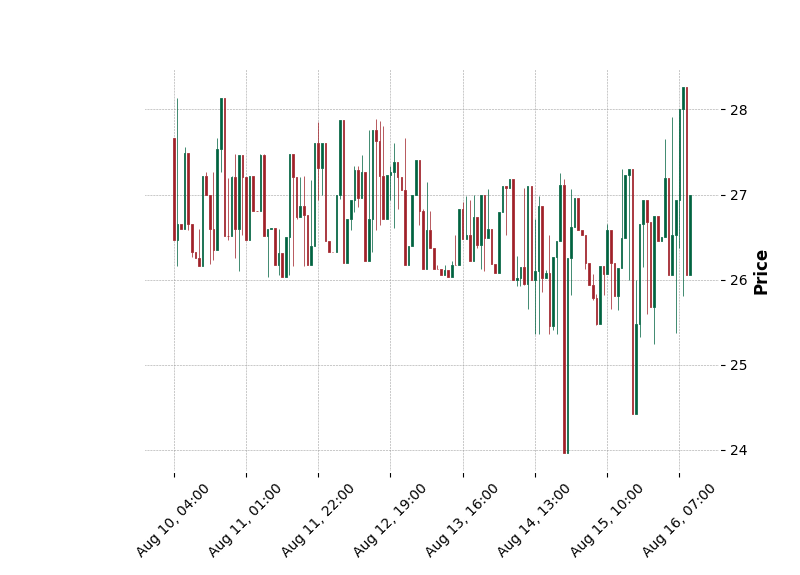 28
27
26
25
24
Price
Aug 10, 04:00
Aug 11, 01:00
Aug 11, 22:00
Aug 12, 19:00
Aug 13, 16:00
Aug 14, 13:00
Aug 15, 10:00
Aug 16, 07:00